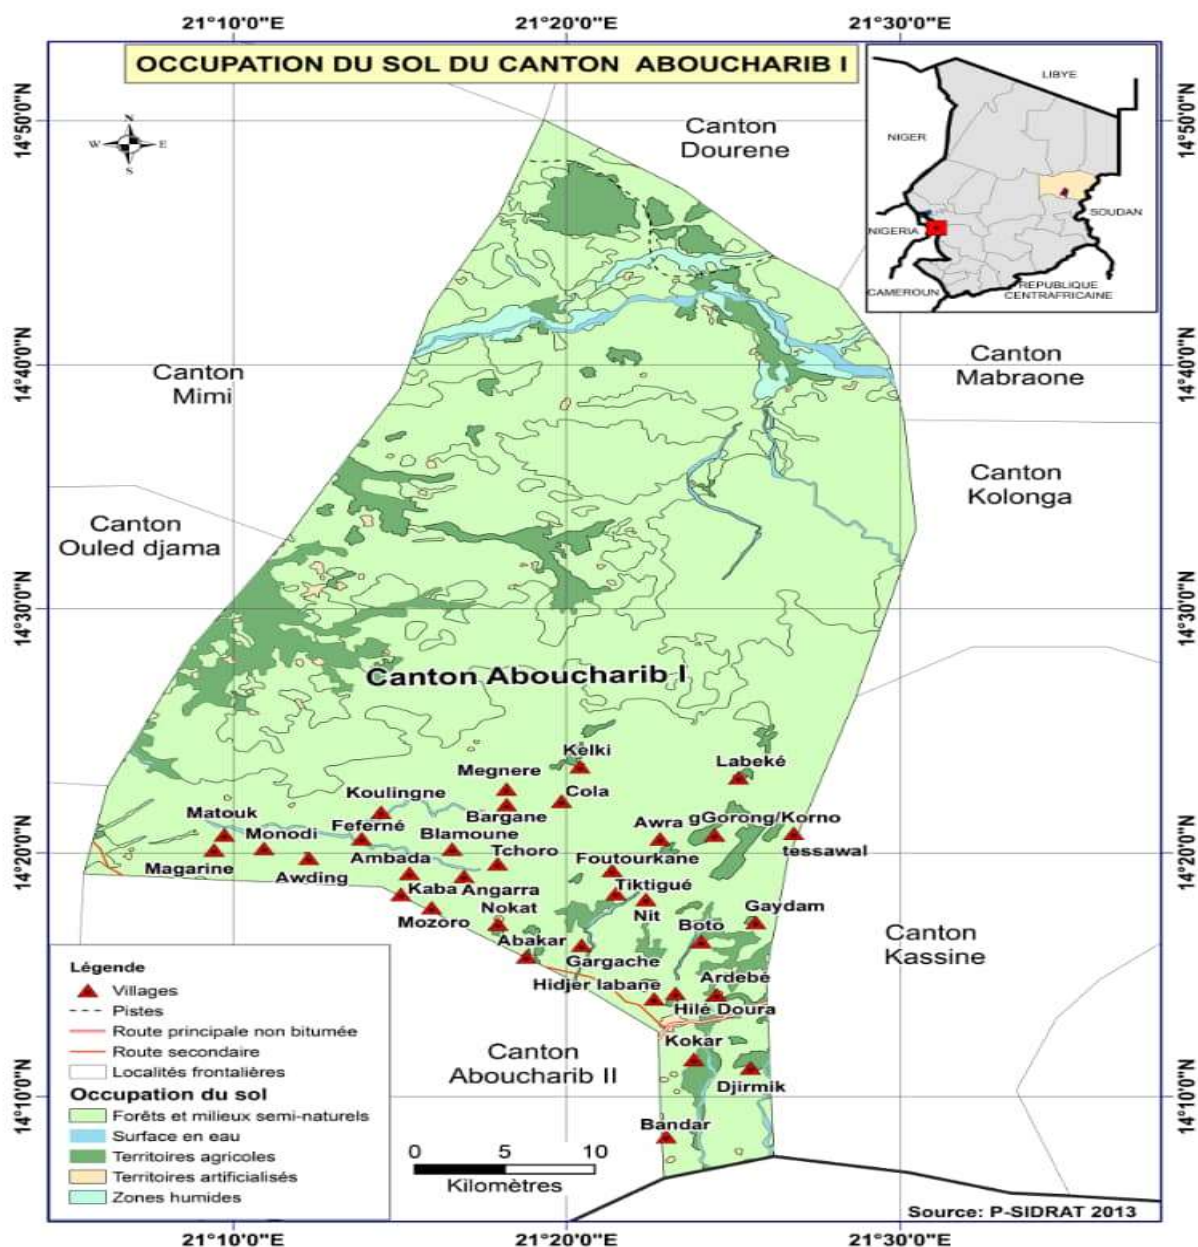 21°10'0"E
21°20'0"E
21°30'0"E
OCCUPATION DU SOL DU CANTON ABOUCHARIB I
LIBYE
NIGER
SOUDAN
NIGERIA
CAMEROUN
REPUBLIQUE
CENTRAFRICAINE
N
W
E
S
14°50'0"N
14°50'0"N
Canton
Dourene
14°40'0"N
14°40'0"N
Canton
Mimi
Canton
Mabraone
Canton
Kolonga
Canton
Ouled djama
14°30'0"N
14°30'0"N
Canton Aboucharib I
Kelki
Labeké
Megnere
Koulingne
Cola
Matouk
Bargane
Feferné
Monodi
Blamoune
Awra
gGorong/Korno
Tchoro
tessawal
14°20'0"N
14°20'0"N
Magarine
Ambada
Foutourkane
Awding
Kaba
Angarra
Tiktigué
Mozoro
Nokat
Nit
Gaydam
Boto
Abakar
Gargache
Canton
Kassine
Hidjer labane
Ardebé
Hilé Doura
Kokar
Canton
Aboucharib II
Djirmik
14°10'0"N
14°10'0"N
Bandar
Légende
Villages
Pistes
Route principale non bitumée
Route secondaire
Localités frontalières
Occupation du sol
Forêts et milieux semi-naturels
Surface en eau
Territoires agricoles
Territoires artificialisés
Zones humides
0 5 10
Kilomètres
Source: P-SIDRAT 2013
21°10'0"E
21°20'0"E
21°30'0"E